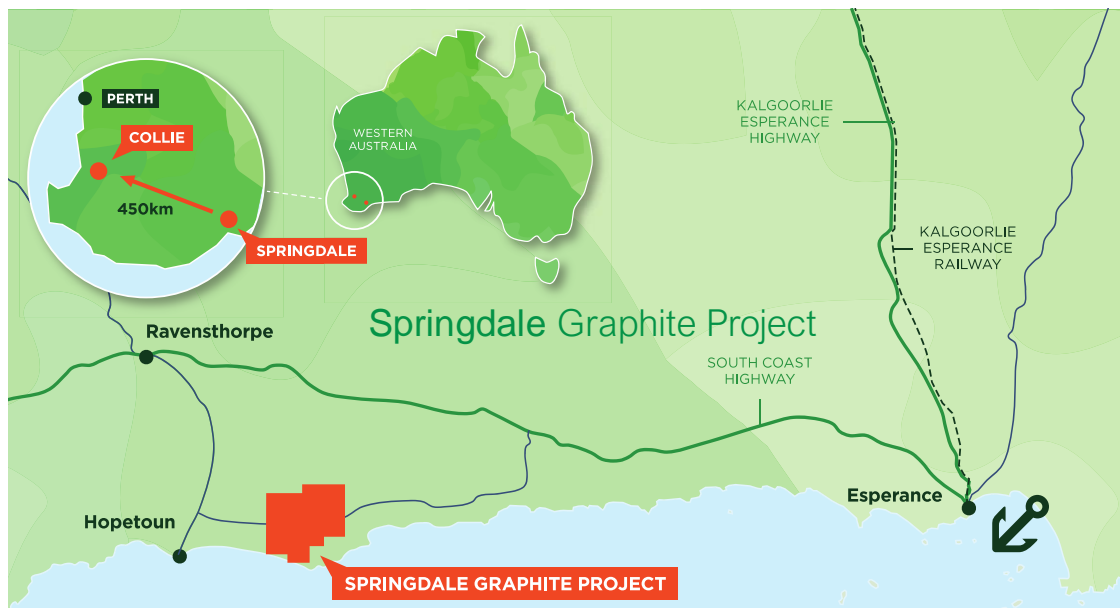 PERTH
COLLIE
450km
SPRINGDALE
WESTERN
AUSTRALIA
KALGOORLIE
ESPERANCE
HIGHWAY
KALGOORLIE
ESPERANCE
RAILWAY
Springdale Graphite Project
Ravensthorpe
SOUTH COAST
HIGHWAY
Hopetoun
Esperance
SPRINGDALE GRAPHITE PROJECT